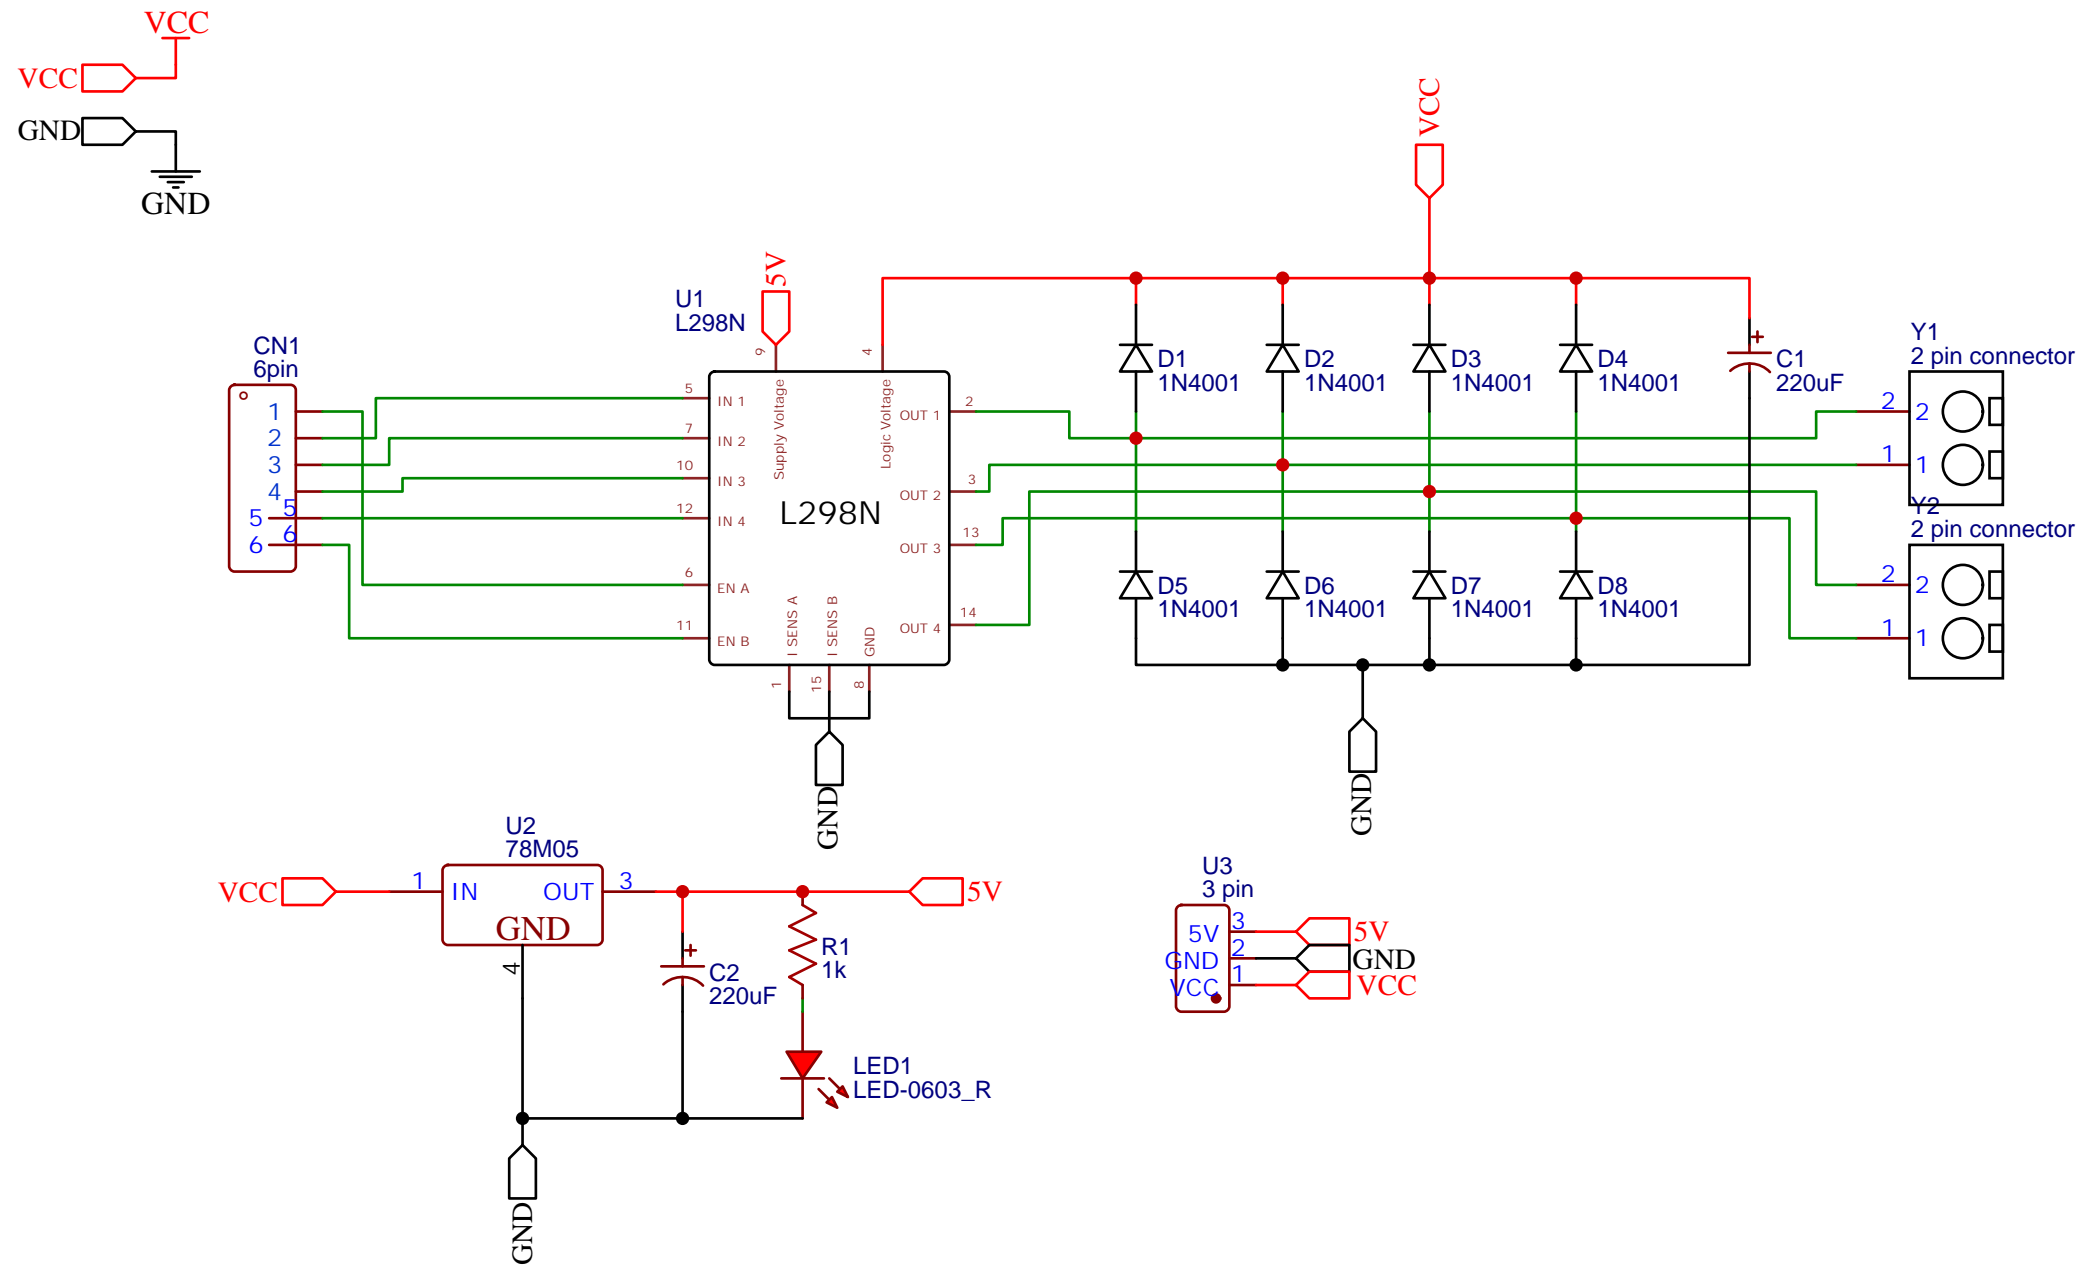 VCC
VCC
GND
GND
VCC
5V
U1
L298N
CN1
6pin
1
2
3
4
5
5
6
6
9
4
5
IN 1
7
IN 2
10
IN 3
12
IN 4
6
EN A
11
EN B
Supply Voltage
Logic Voltage
L298N
OUT 1
2
OUT 2
3
OUT 3
13
OUT 4
14
I SENS A
I SENS B
GND
1
15
8
GND
D1
1N4001
D2
1N4001
D3
1N4001
D4
1N4001
C1
220uF
D5
1N4001
D6
1N4001
D7
1N4001
D8
1N4001
GND
Y1
2 pin connector
2
2
1
1
Y2
2 pin connector
2
2
1
1
U2
78M05
VCC
1
IN
OUT
3
GND
4
5V
C2
220uF
R1
1k
LED1
LED-0603_R
GND
U3
3 pin
5V
3
5V
GND
2
GND
VCC
1
VCC